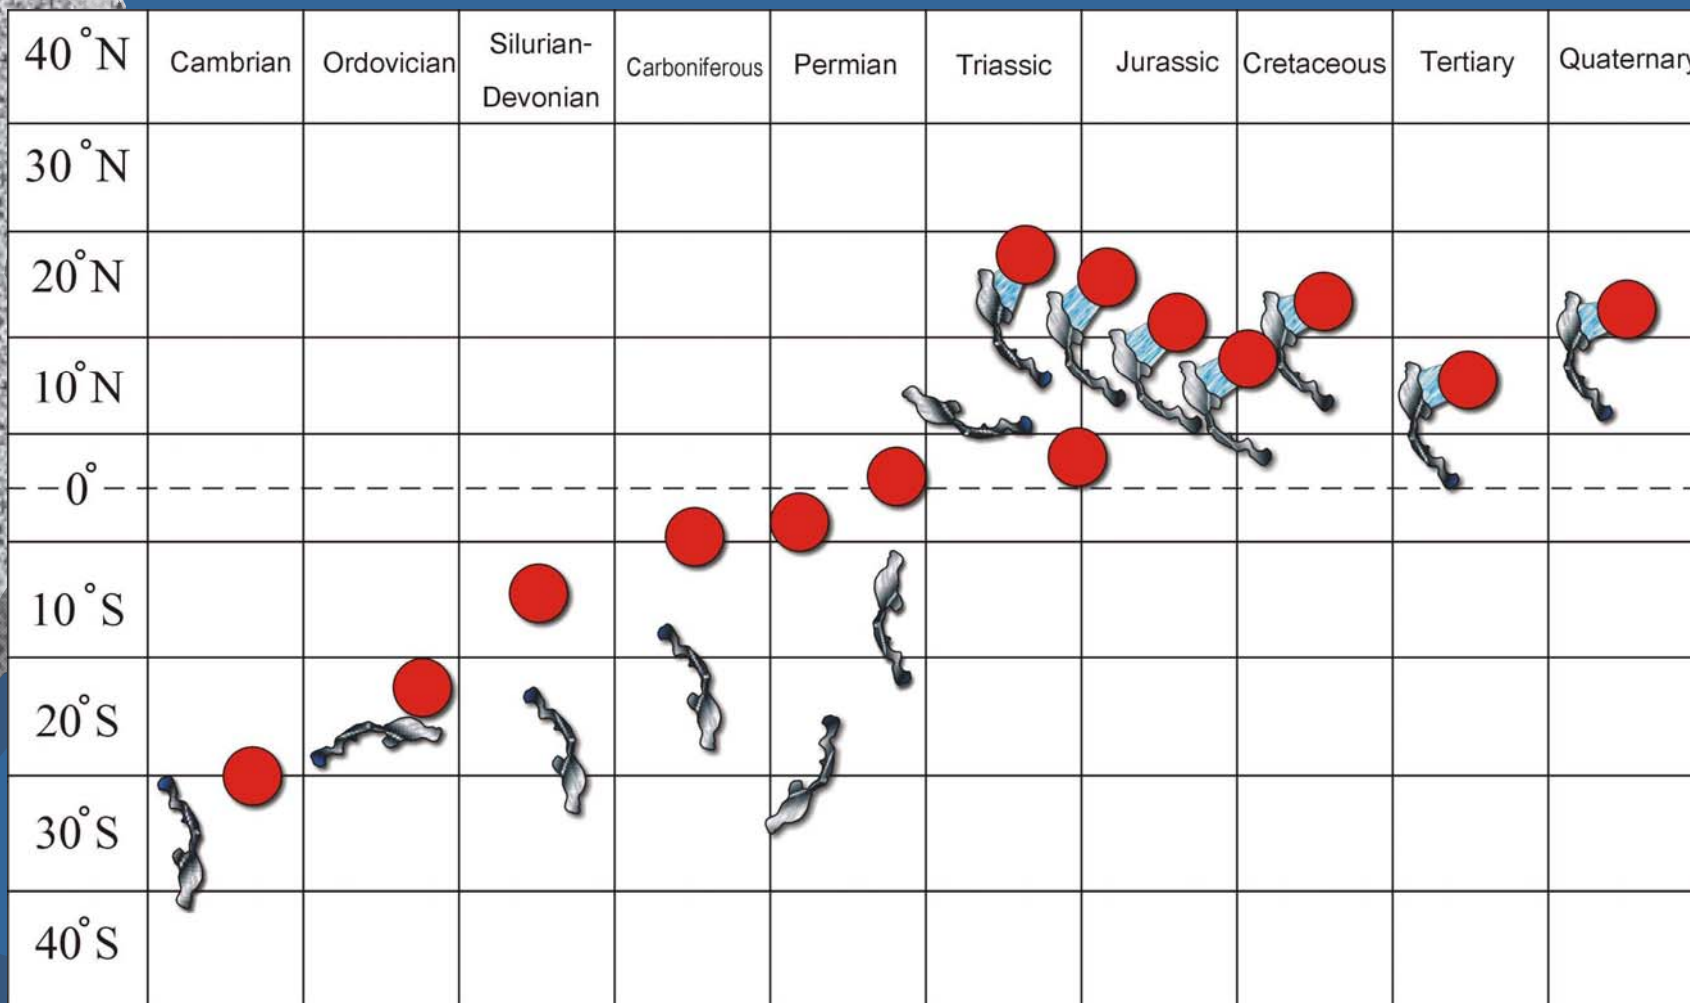 40°N
Cambrian
Ordovician
Silurian-
Devonian
Carboniferous
Permian
Triassic
Jurassic
Cretaceous
Tertiary
Quaternary
30°N
20°N
10°N
0°
10°S
20°S
30°S
40°S